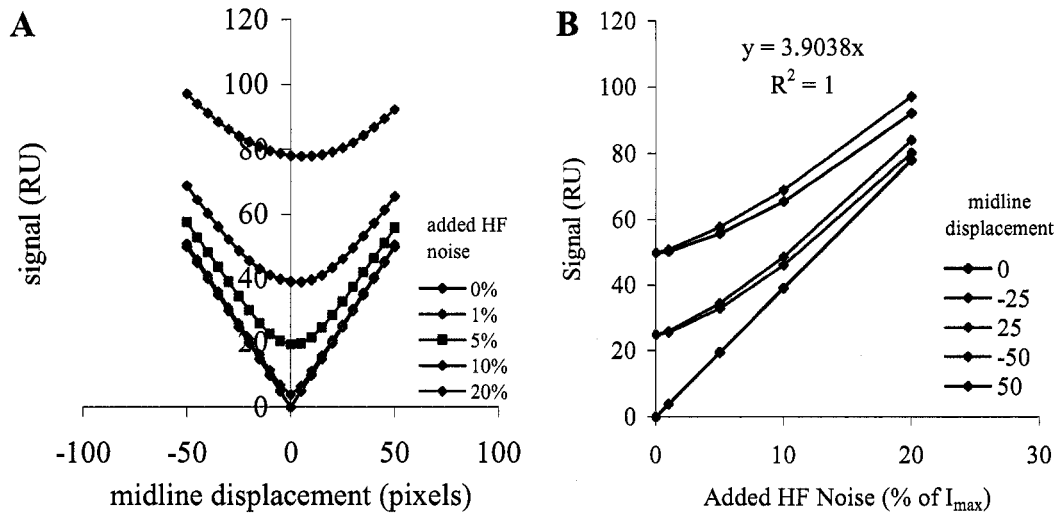 A
120
100
80
60
40
20
0
-100
-50
0
50
100
signal (RU)
midline displacement (pixels)
added HF
noise
0%
1%
5%
10%
20%
B
y = 3.9038x
R² = 1
120
100
80
60
40
20
0
0
10
20
30
Signal (RU)
Added HF Noise (% of Imax)
midline
displacement
0
-25
25
-50
50